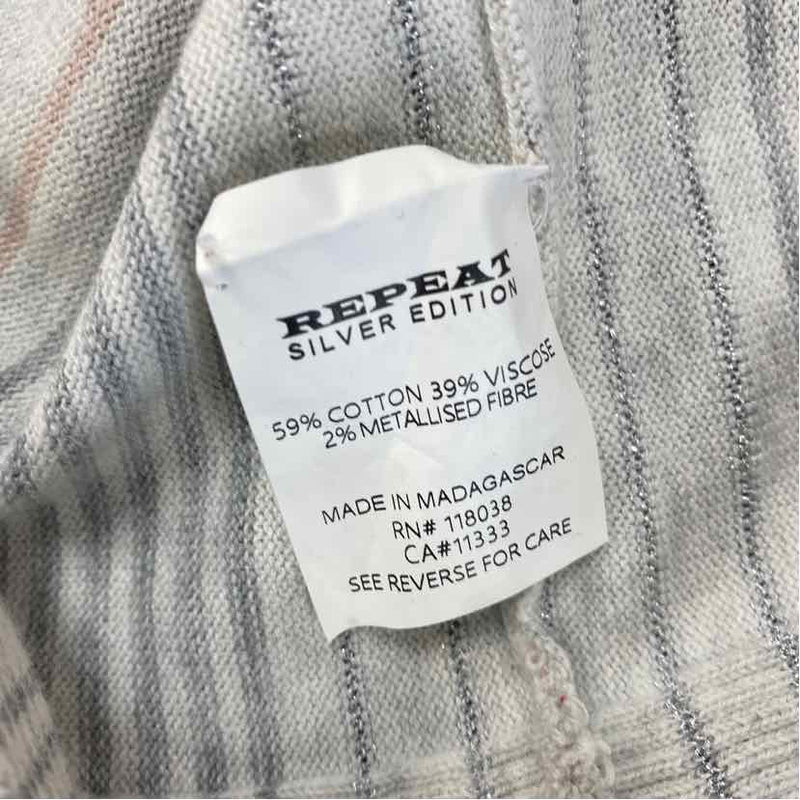 REPEAT
SILVER EDITION
59% COTTON 39% VISCOSE
2% METALLISED FIBRE
MADE IN MADAGASCAR
RN# 118038
CA#11333
SEE REVERSE FOR CARE